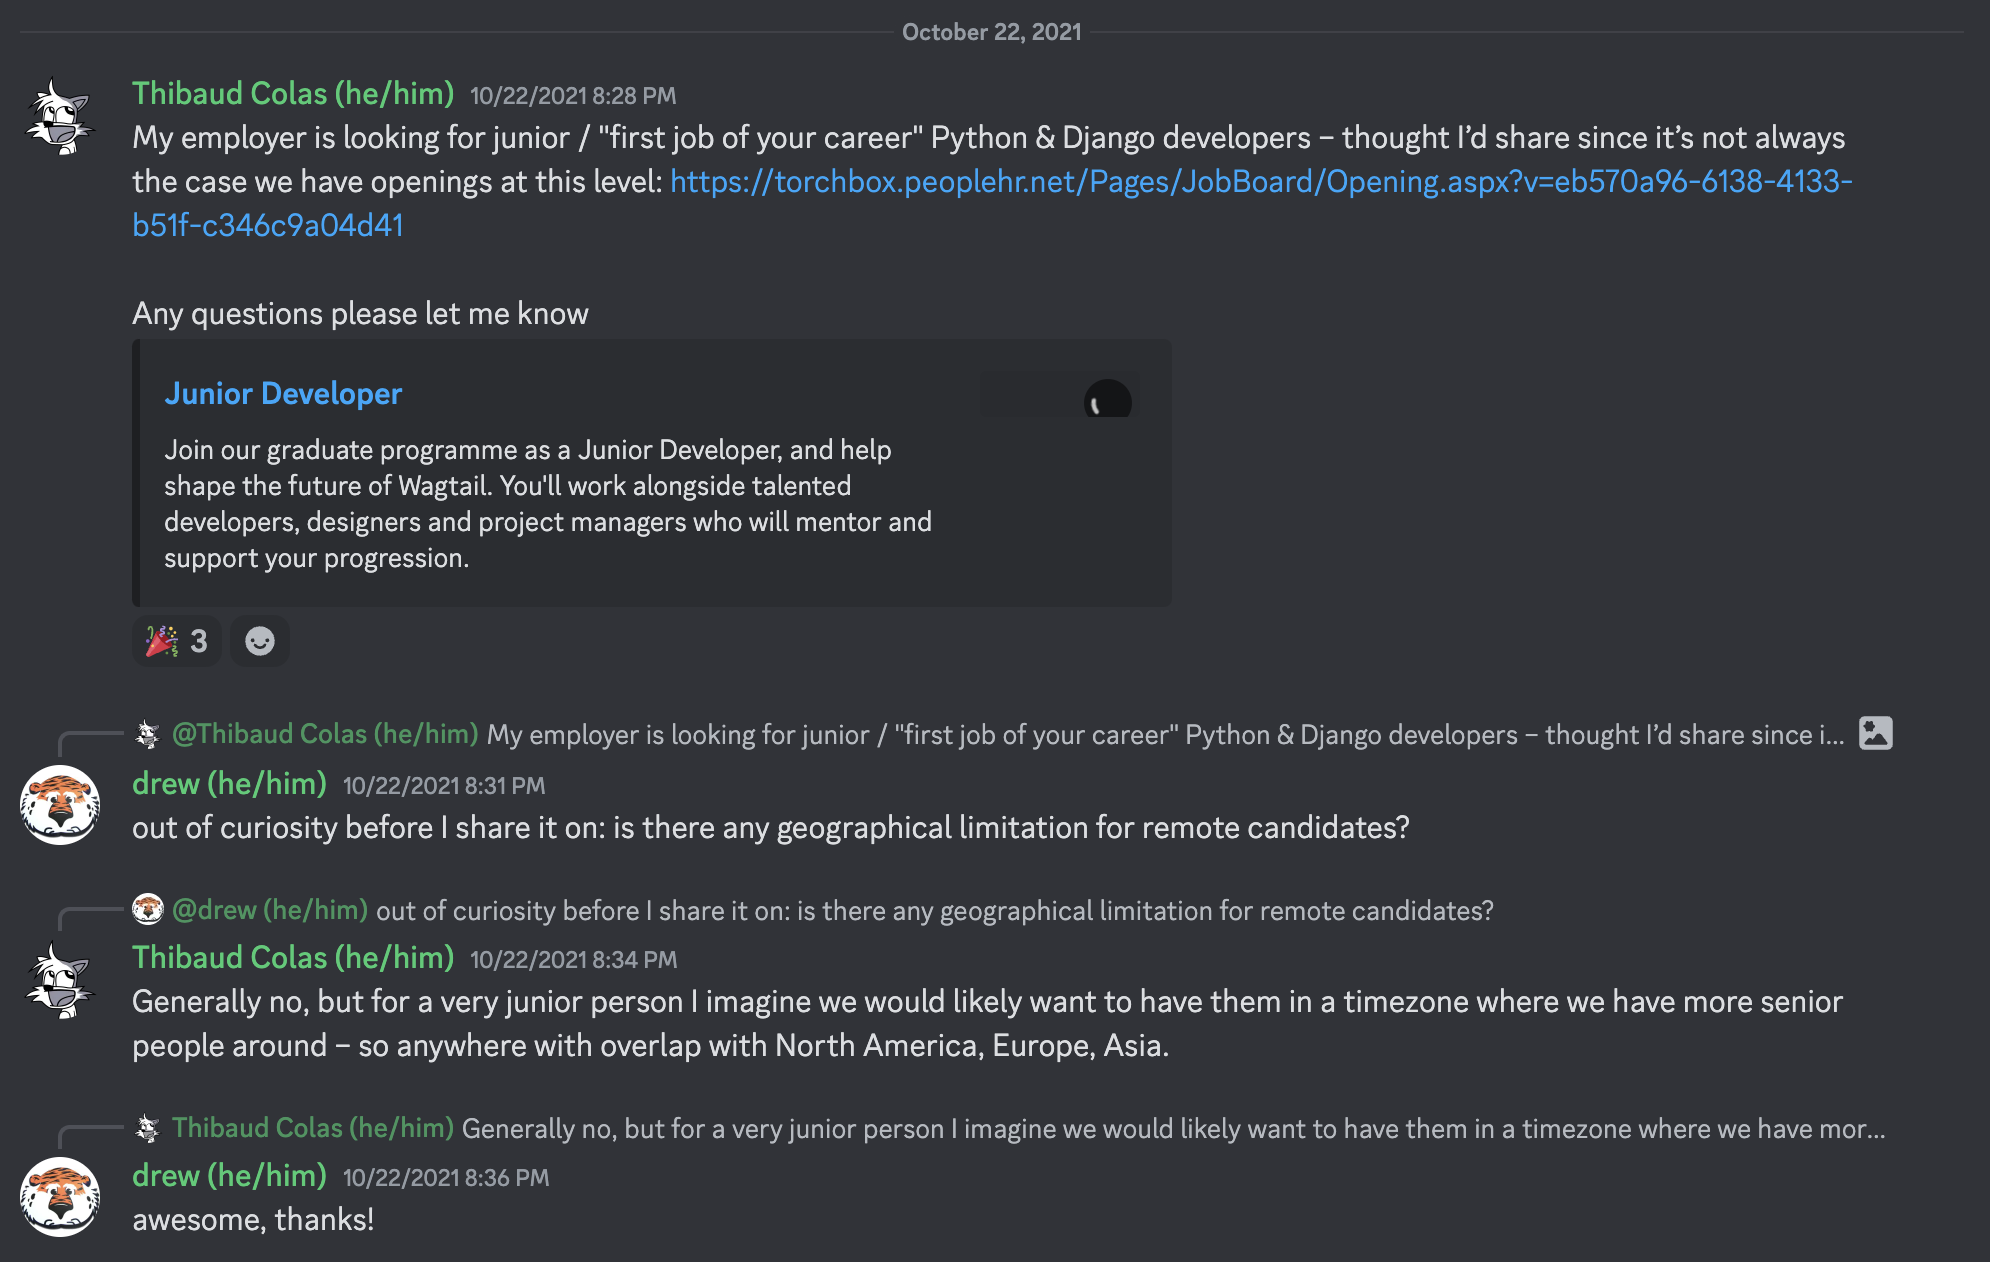 October 22, 2021
Thibaud Colas (he/him) 10/22/2021 8:28 PM
My employer is looking for junior / "first job of your career" Python & Django developers – thought I’d share since it’s not always
the case we have openings at this level: https://torchbox.peoplehr.net/Pages/JobBoard/Opening.aspx?v=eb570a96-6138-4133-
b51f-c346c9a04d41
Any questions please let me know
Junior Developer
Join our graduate programme as a Junior Developer, and help
shape the future of Wagtail. You'll work alongside talented
developers, designers and project managers who will mentor and
support your progression.
3
@Thibaud Colas (he/him) My employer is looking for junior / "first job of your career" Python & Django developers – thought I’d share since i...
drew (he/him) 10/22/2021 8:31 PM
out of curiosity before I share it on: is there any geographical limitation for remote candidates?
@drew (he/him) out of curiosity before I share it on: is there any geographical limitation for remote candidates?
Thibaud Colas (he/him) 10/22/2021 8:34 PM
Generally no, but for a very junior person I imagine we would likely want to have them in a timezone where we have more senior
people around – so anywhere with overlap with North America, Europe, Asia.
Thibaud Colas (he/him) Generally no, but for a very junior person I imagine we would likely want to have them in a timezone where we have mor...
drew (he/him) 10/22/2021 8:36 PM
awesome, thanks!